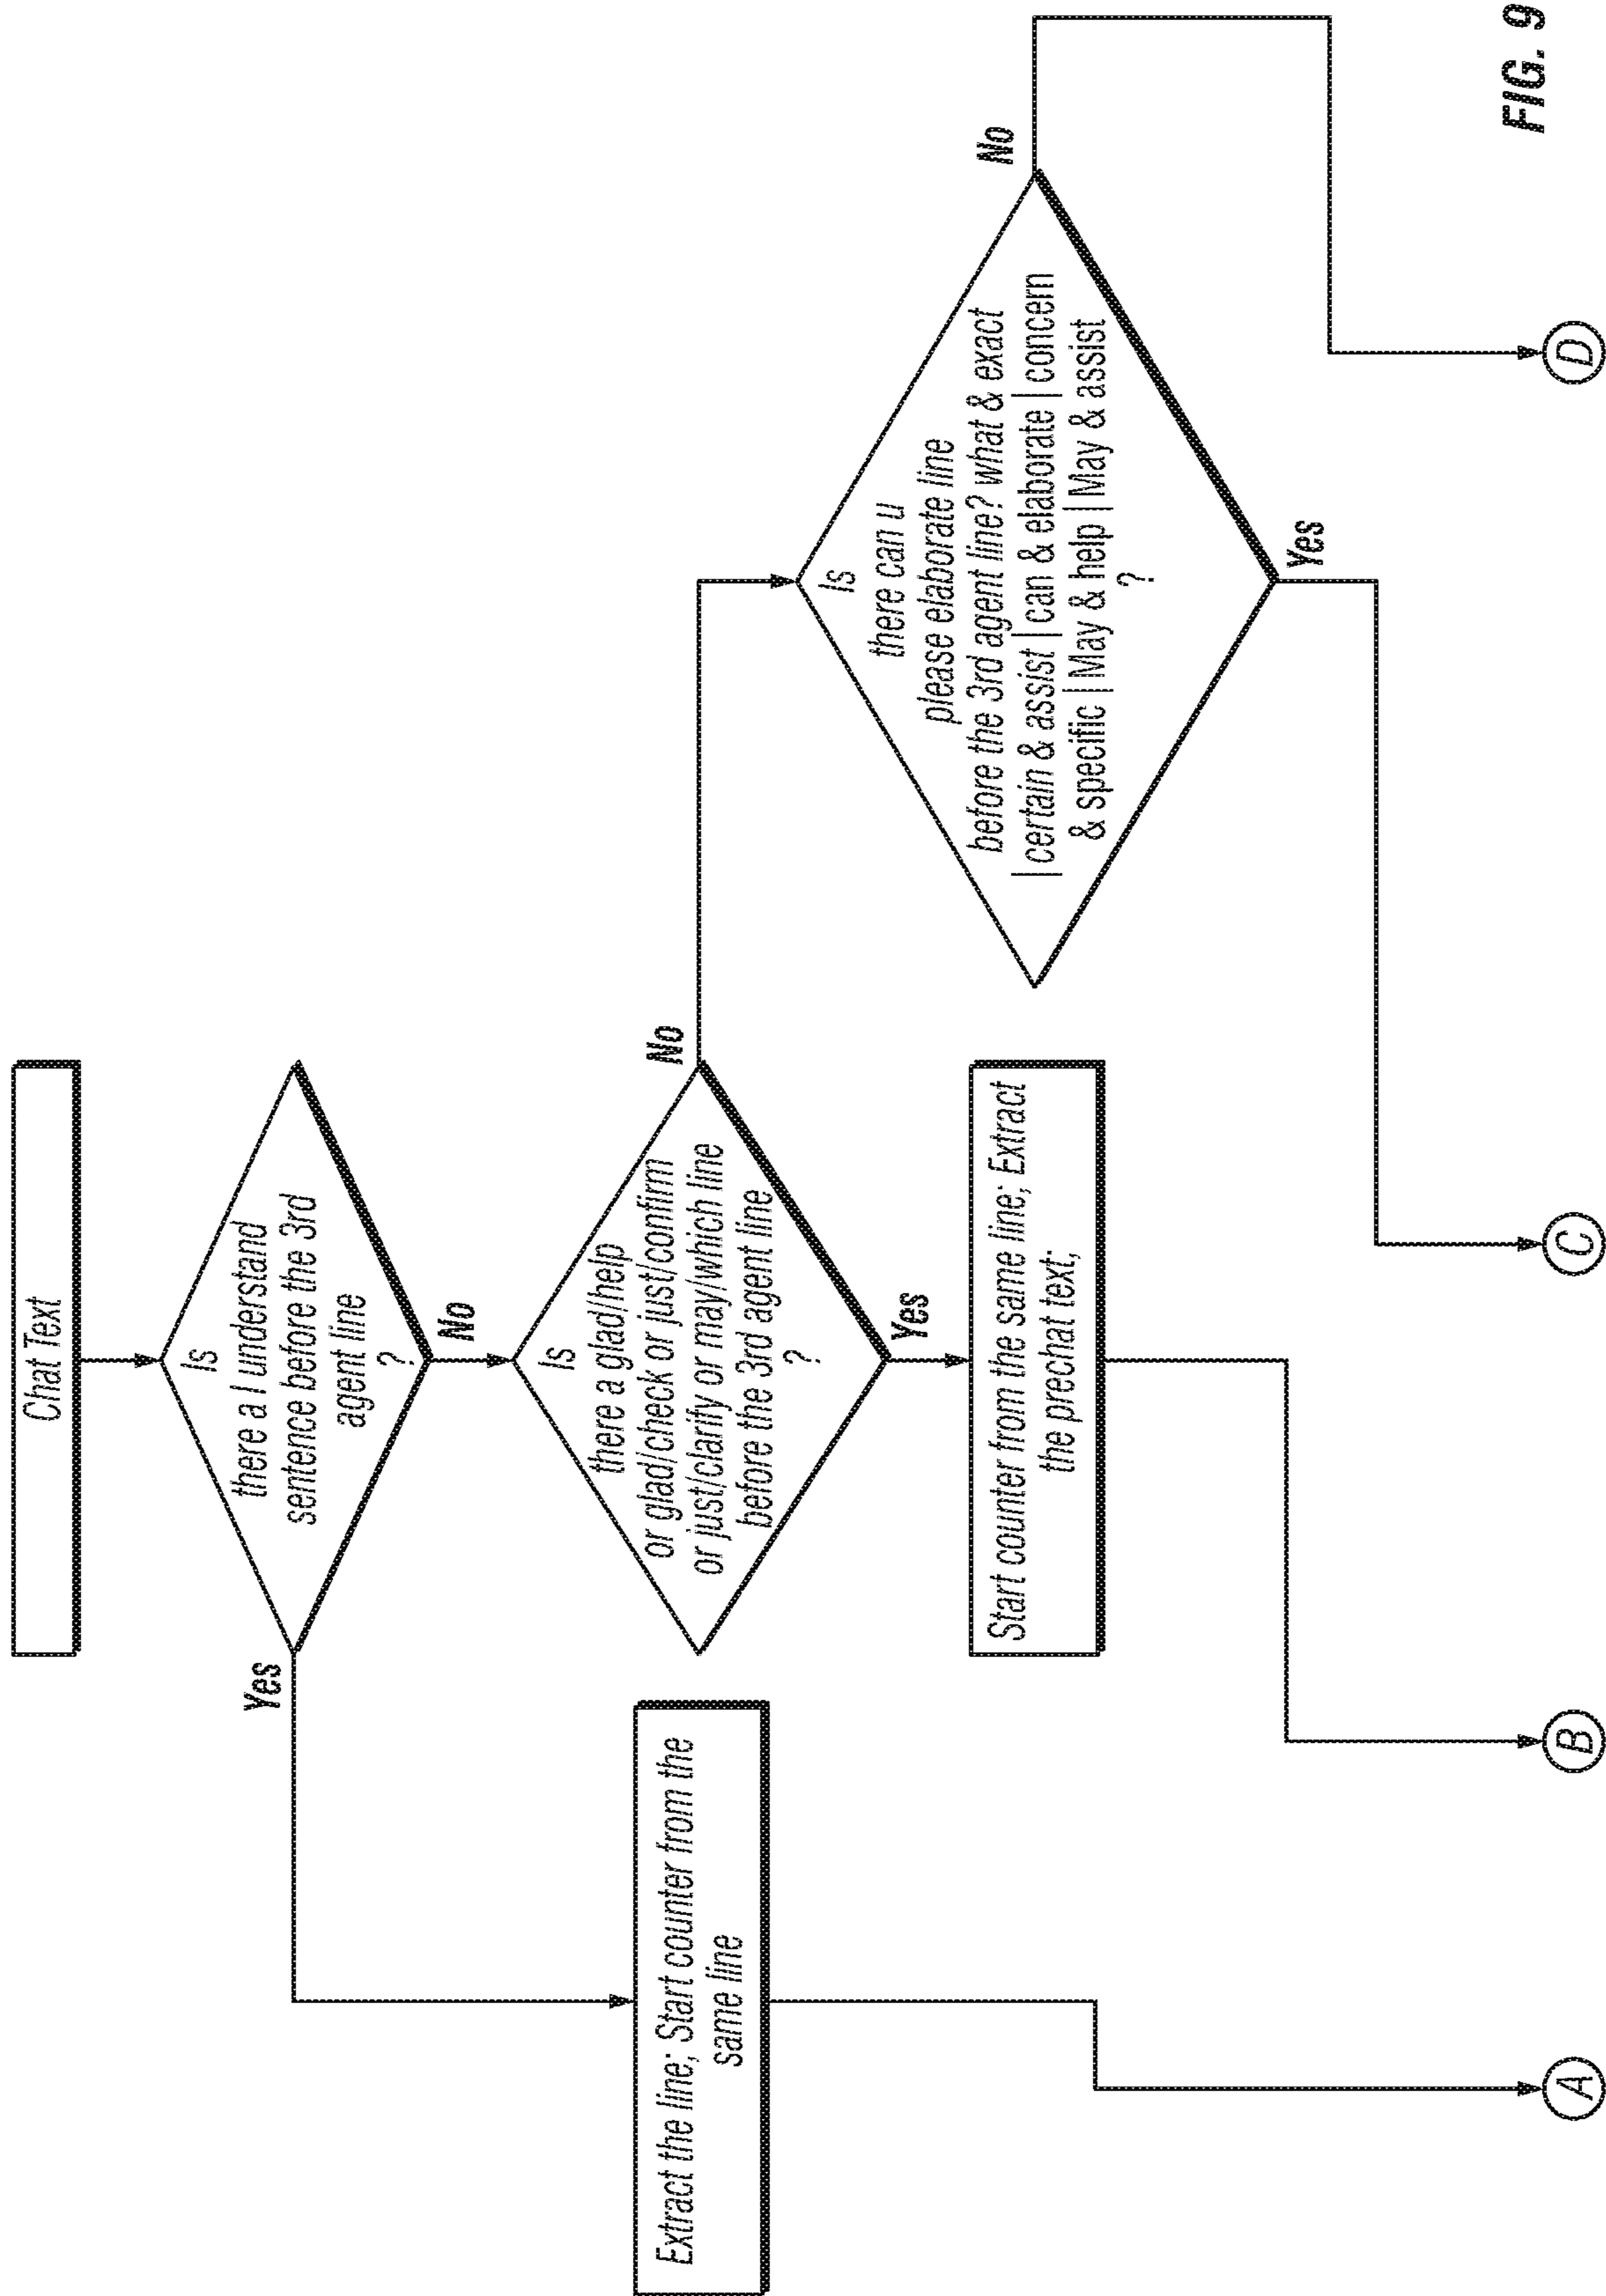 Chat Text
Is
there a I understand
sentence before the 3rd
agent line
?
Yes
No
Extract the line; Start counter from the
same line
Is
there a glad/help
or glad/check or just/confirm
or just/clarify or may/which line
before the 3rd agent line
?
No
Yes
Start counter from the same line; Extract
the prechat text;
Is
there can u
please elaborate line
before the 3rd agent line? what & exact
| certain & assist | can & elaborate | concern
& specific | May & help | May & assist
?
No
Yes
A
B
C
D
FIG. 9